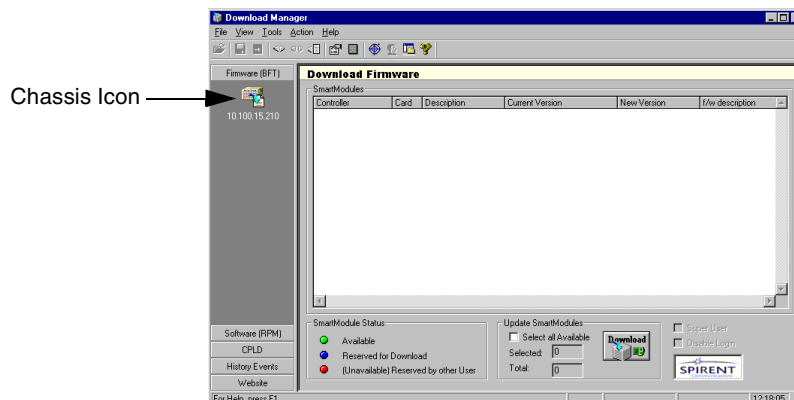 Download Manager
File View Tools Action Help
Firmware (BFT)
Download Firmware
Chassis Icon
10.100.15.210
SmartModules
Controller Card Description Current Version New Version f/w description
Software (RPM)
CPLD
History Events
Website
SmartModule Status
Available
Reserved for Download
(Unavailable) Reserved by other User
Update SmartModules
Select all Available
Selected: 0
Total: 0
Download
Super User
Disable Login
SPIRENT
Communications
For Help, press F1
12:18:05